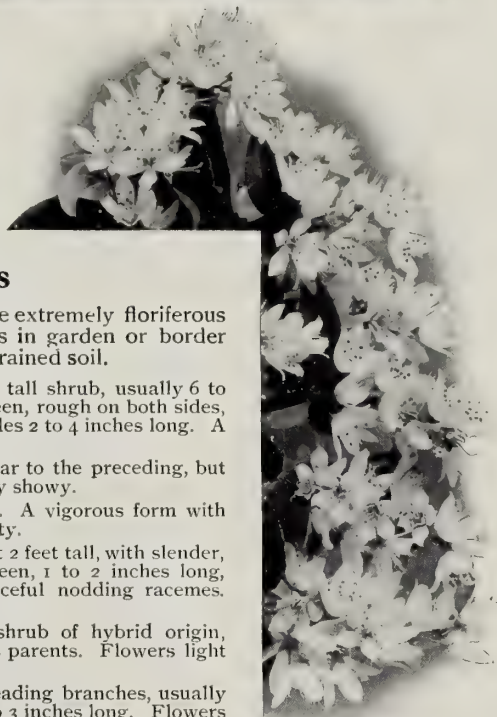 s
e extremely floriferous
s in garden or border
rained soil.
tall shrub, usually 6 to
een, rough on both sides,
les 2 to 4 inches long. A
ar to the preceding, but
y showy.
. A vigorous form with
ty.
t 2 feet tall, with slender,
een, 1 to 2 inches long,
ceful nodding racemes.
shrub of hybrid origin,
parents. Flowers light
eading branches, usually
o 3 inches long. Flowers